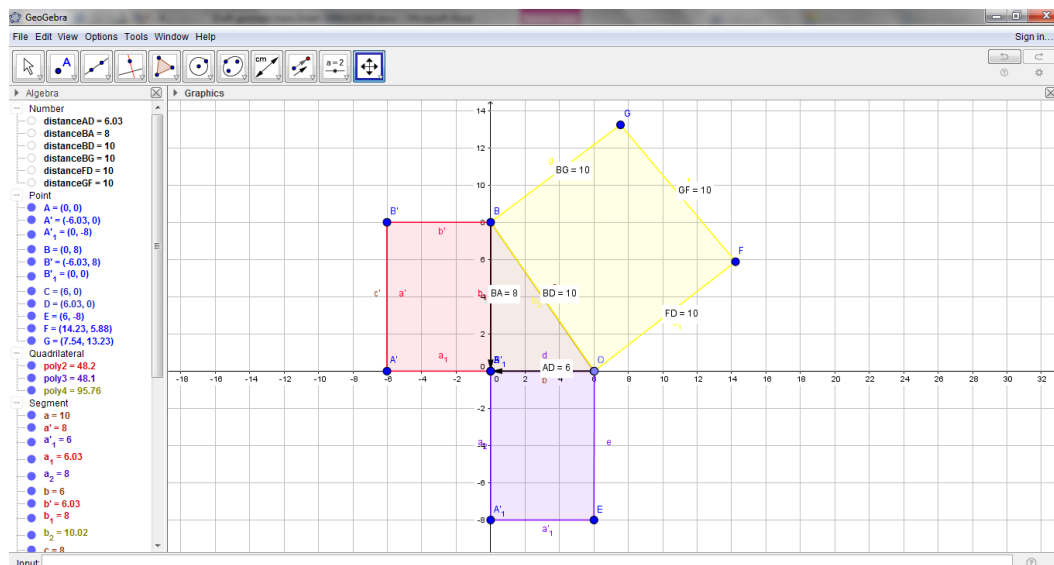 GeoGebra
File Edit View Options Tools Window Help
Sign in...
A
cm
a=2
Algebra
Graphics
Number
distanceAD = 6.03
distanceBA = 8
distanceBD = 10
distanceBG = 10
distanceFD = 10
distanceGF = 10
Point
A = (0, 0)
A' = (-6.03, 0)
A'₁ = (0, -8)
B = (0, 8)
B' = (-6.03, 8)
B'₁ = (0, 0)
C = (6, 0)
D = (6.03, 0)
E = (6, -8)
F = (14.23, 5.88)
G = (7.54, 13.23)
Quadrilateral
poly2 = 48.2
poly3 = 48.1
poly4 = 95.76
Segment
a = 10
a' = 8
a'₁ = 6
a₁ = 6.03
a₂ = 8
b = 6
b' = 6.03
b₁ = 8
b₂ = 10.02
c = 8
14
G
12
g
BG = 10
10
GF = 10
B'
8
B
b'
6
F
c'
a'
BA = 8
BD = 10
FD = 10
2
A'
a₁
0
d
AD = 6
-18 -16 -14 -12 -10 -8 -6 -4 -2 0 2 4 6 8 10 12 14 16 18 20 22 24 26 28 30 32
-2
-4
e
-6
-8
A'₁
E
a'₁
Input: